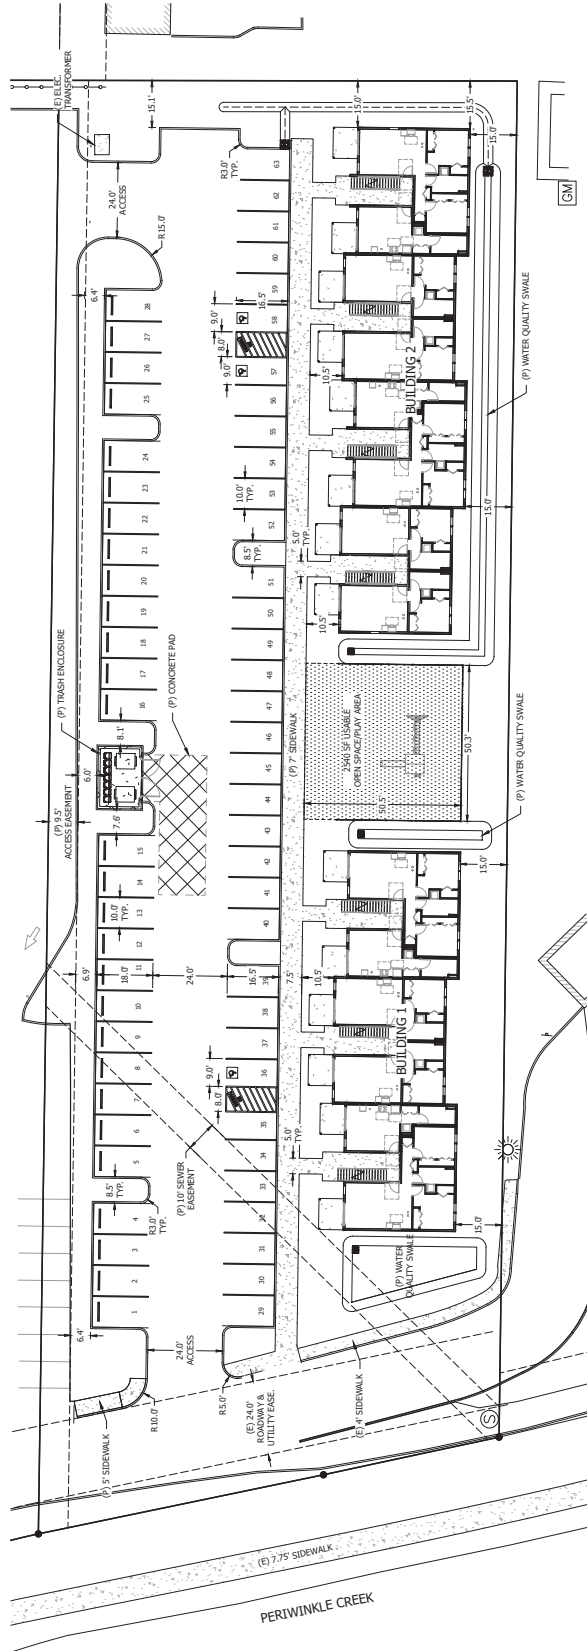 (E) ELEC.
TRANSFORMER
15.1'
15.0'
15.5'
15.0'
GM
24.0'
ACCESS
R3.0'
R15.0'
6.4'
63
62
61
60
59
58
57
56
55
54
53
52
51
50
49
48
47
46
45
44
43
42
41
40
39
38
37
36
35
34
33
32
31
30
29
28
27
26
25
24
23
22
21
20
19
18
17
16
15
14
13
12
11
10
9
8
7
6
5
4
3
2
1
9.0'
16.5'
8.0'
9.0'
10.5'
BUILDING 2
(P) WATER QUALITY SWALE
10.0'
TYP.
8.5'
TYP.
5.0'
TYP.
10.5'
15.0'
(P) TRASH ENCLOSURE
(P) CONCRETE PAD
8.1'
6.0'
7.6'
(P) 9.5'
ACCESS EASEMENT
(P) 7' SIDEWALK
2540 SF USABLE
OPEN SPACE/PLAY AREA
50.3'
50.5'
(P) WATER QUALITY SWALE
15.0'
10.0'
TYP.
6.9'
18.0'
24.0'
16.5'
7.5'
10.5'
BUILDING 1
9.0'
8.0'
(P) 10' SEWER
EASEMENT
5.0'
TYP.
8.5'
TYP.
R3.0'
TYP.
15.0'
(P) WATER
QUALITY SWALE
6.4'
24.0'
ACCESS
R5.0'
R10.0'
(P) 5' SIDEWALK
(E) 24.0'
ROADWAY &
UTILITY EASE.
(E) 4' SIDEWALK
S
(E) 7.75' SIDEWALK
PERIWINKLE CREEK